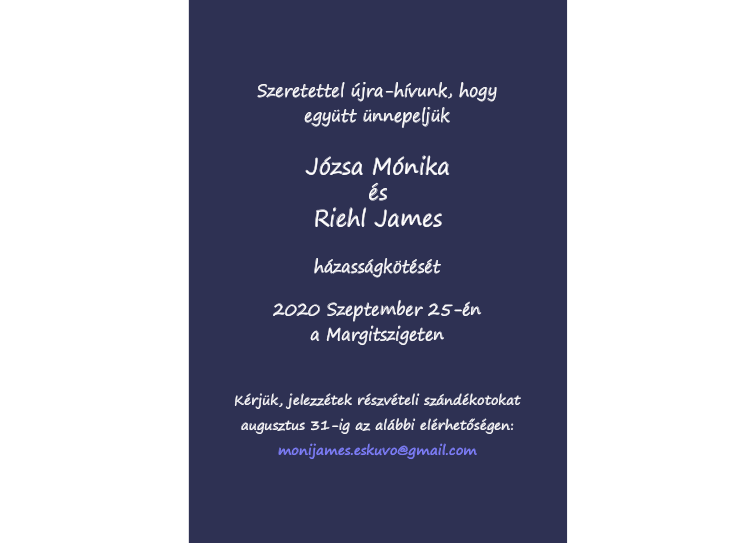 Szeretettel újra-hívunk, hogy
együtt ünnepeljük
Józsa Mónika
és
Riehl James
házasságkötését
2020 Szeptember 25-én
a Margitszigeten
Kérjük, jelezzétek részvételi szándékotokat
augusztus 31-ig az alábbi elérhetőségen:
monijames.eskuvo@gmail.com